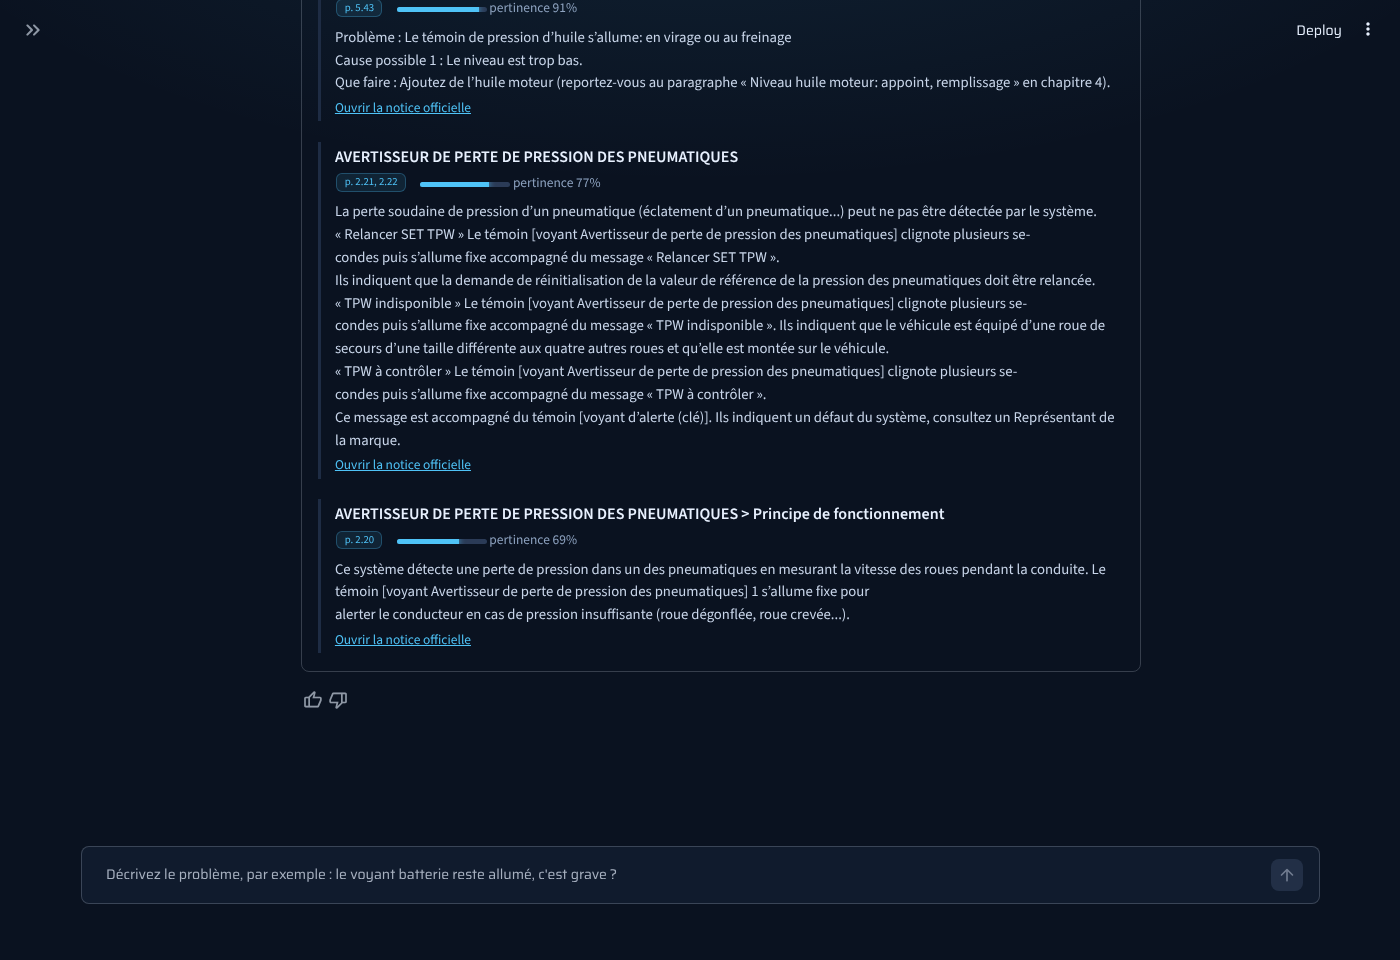 p. 5.43 pertinence 91%
Deploy
Problème : Le témoin de pression d’huile s’allume: en virage ou au freinage
Cause possible 1 : Le niveau est trop bas.
Que faire : Ajoutez de l’huile moteur (reportez-vous au paragraphe « Niveau huile moteur: appoint, remplissage » en chapitre 4).
Ouvrir la notice officielle
AVERTISSEUR DE PERTE DE PRESSION DES PNEUMATIQUES
p. 2.21, 2.22 pertinence 77%
La perte soudaine de pression d’un pneumatique (éclatement d’un pneumatique...) peut ne pas être détectée par le système.
« Relancer SET TPW » Le témoin [voyant Avertisseur de perte de pression des pneumatiques] clignote plusieurs se-
condes puis s’allume fixe accompagné du message « Relancer SET TPW ».
Ils indiquent que la demande de réinitialisation de la valeur de référence de la pression des pneumatiques doit être relancée.
« TPW indisponible » Le témoin [voyant Avertisseur de perte de pression des pneumatiques] clignote plusieurs se-
condes puis s’allume fixe accompagné du message « TPW indisponible ». Ils indiquent que le véhicule est équipé d’une roue de
secours d’une taille différente aux quatre autres roues et qu’elle est montée sur le véhicule.
« TPW à contrôler » Le témoin [voyant Avertisseur de perte de pression des pneumatiques] clignote plusieurs se-
condes puis s’allume fixe accompagné du message « TPW à contrôler ».
Ce message est accompagné du témoin [voyant d’alerte (clé)]. Ils indiquent un défaut du système, consultez un Représentant de
la marque.
Ouvrir la notice officielle
AVERTISSEUR DE PERTE DE PRESSION DES PNEUMATIQUES > Principe de fonctionnement
p. 2.20 pertinence 69%
Ce système détecte une perte de pression dans un des pneumatiques en mesurant la vitesse des roues pendant la conduite. Le
témoin [voyant Avertisseur de perte de pression des pneumatiques] 1 s’allume fixe pour
alerter le conducteur en cas de pression insuffisante (roue dégonflée, roue crevée...).
Ouvrir la notice officielle
Décrivez le problème, par exemple : le voyant batterie reste allumé, c'est grave ?